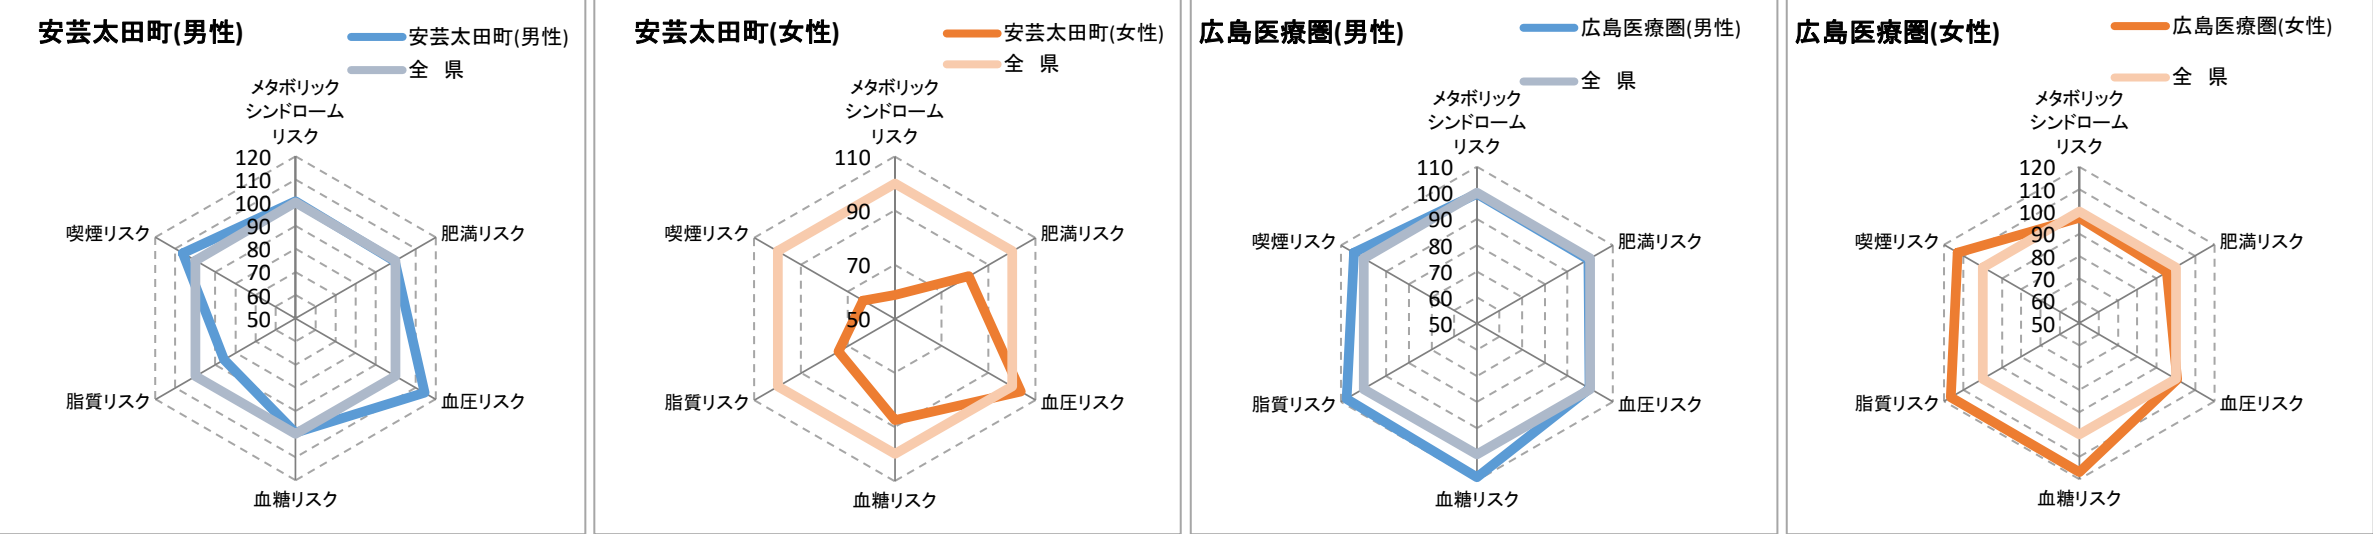 安芸太田町(男性)
安芸太田町(男性)
全 県
メタボリック
シンドローム
リスク
120
110
100
90
80
70
60
50
肥満リスク
血圧リスク
血糖リスク
脂質リスク
喫煙リスク
安芸太田町(女性)
安芸太田町(女性)
全 県
メタボリック
シンドローム
リスク
110
90
70
50
肥満リスク
血圧リスク
血糖リスク
脂質リスク
喫煙リスク
広島医療圏(男性)
広島医療圏(男性)
全 県
メタボリック
シンドローム
リスク
110
100
90
80
70
60
50
肥満リスク
血圧リスク
血糖リスク
脂質リスク
喫煙リスク
広島医療圏(女性)
広島医療圏(女性)
全 県
メタボリック
シンドローム
リスク
120
110
100
90
80
70
60
50
肥満リスク
血圧リスク
血糖リスク
脂質リスク
喫煙リスク